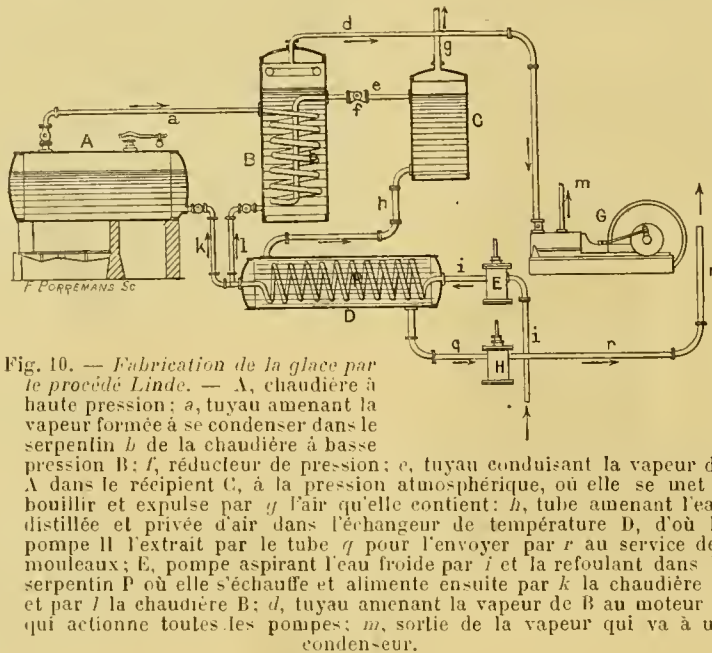 d
g
e
f
a
A
B
B
C
h
m
G
k
l
i
E
D
i
q
H
r
F PORREMANS Sc
Fig. 10. — Fabrication de la glace par
le procédé Linde. — A, chaudière à
haute pression; a, tuyau amenant la
vapeur formée à se condenser dans le
serpentin b de la chaudière à basse
pression B; f, réducteur de pression; e, tuyau conduisant la vapeur d
A dans le récipient C, à la pression atmosphérique, où elle se met
bouillir et expulse par g l'air qu'elle contient; h, tube amenant l'ea
distillée et privée d'air dans l'échangeur de température D, d'où l
pompe H l'extrait par le tube q pour l'envoyer par r au service de
mouleaux; E, pompe aspirant l'eau froide par i et la refoulant dans
serpentin P où elle s'échauffe et alimente ensuite par k la chaudière
et par l la chaudière B; d, tuyau amenant la vapeur de B au moteur
qui actionne toutes les pompes; m, sortie de la vapeur qui va à u
conden-eur.